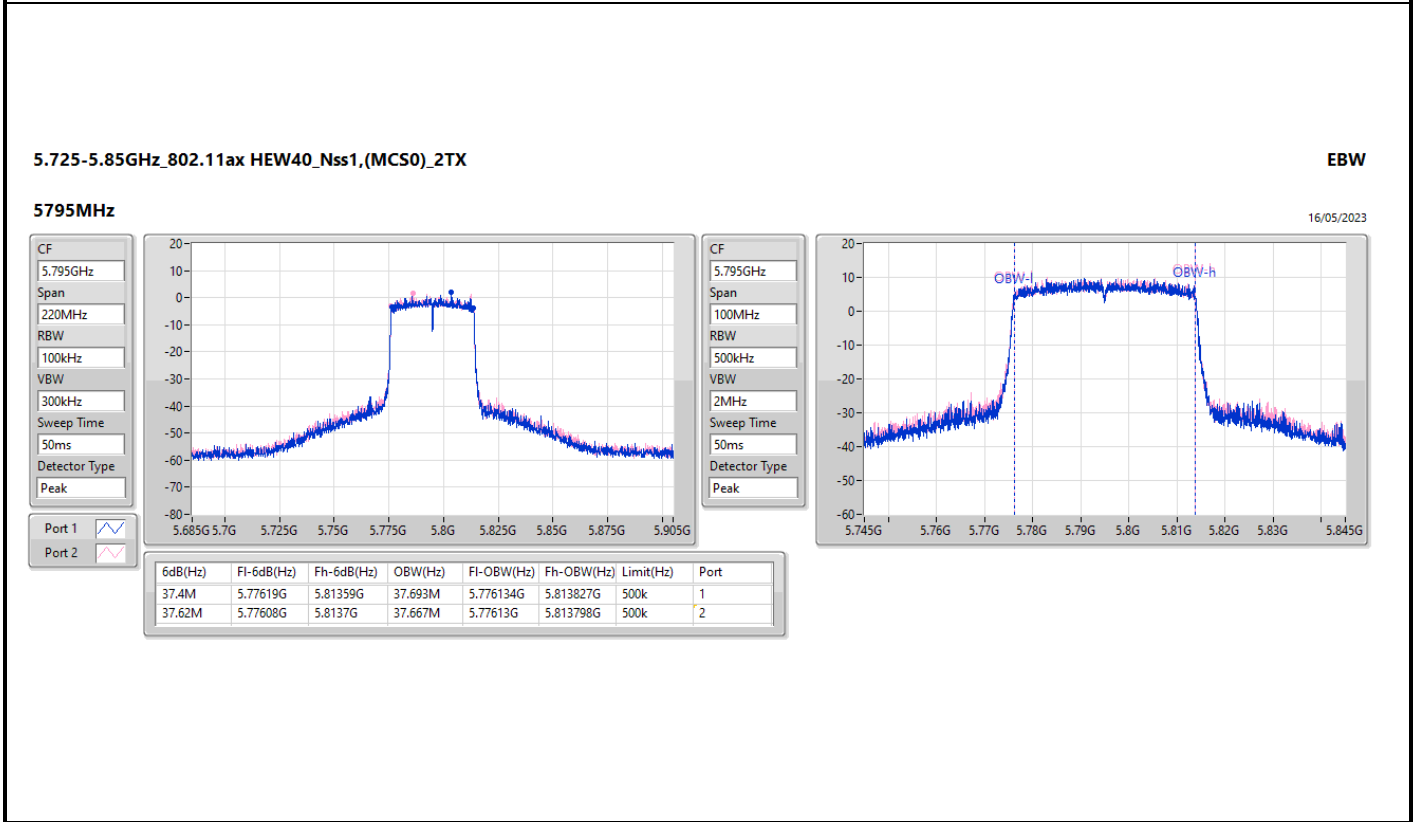 5.725-5.85GHz_802.11ax HEW40_Nss1,(MCS0)_2TX
EBW
5795MHz
16/05/2023
CF
5.795GHz
Span
220MHz
RBW
100kHz
VBW
300kHz
Sweep Time
50ms
Detector Type
Peak
Port 1
Port 2
20
10
0
-10
-20
-30
-40
-50
-60
-70
-80
5.685G 5.7G 5.725G 5.75G 5.775G 5.8G 5.825G 5.85G 5.875G 5.905G
CF
5.795GHz
Span
100MHz
RBW
500kHz
VBW
2MHz
Sweep Time
50ms
Detector Type
Peak
20
10
0
-10
-20
-30
-40
-50
-60
OBW-l
OBW-h
5.745G 5.76G 5.77G 5.78G 5.79G 5.8G 5.81G 5.82G 5.83G 5.845G
6dB(Hz) Fl-6dB(Hz) Fh-6dB(Hz) OBW(Hz) Fl-OBW(Hz) Fh-OBW(Hz) Limit(Hz) Port
37.4M 5.77619G 5.81359G 37.693M 5.776134G 5.813827G 500k 1
37.62M 5.77608G 5.8137G 37.667M 5.77613G 5.813798G 500k 2